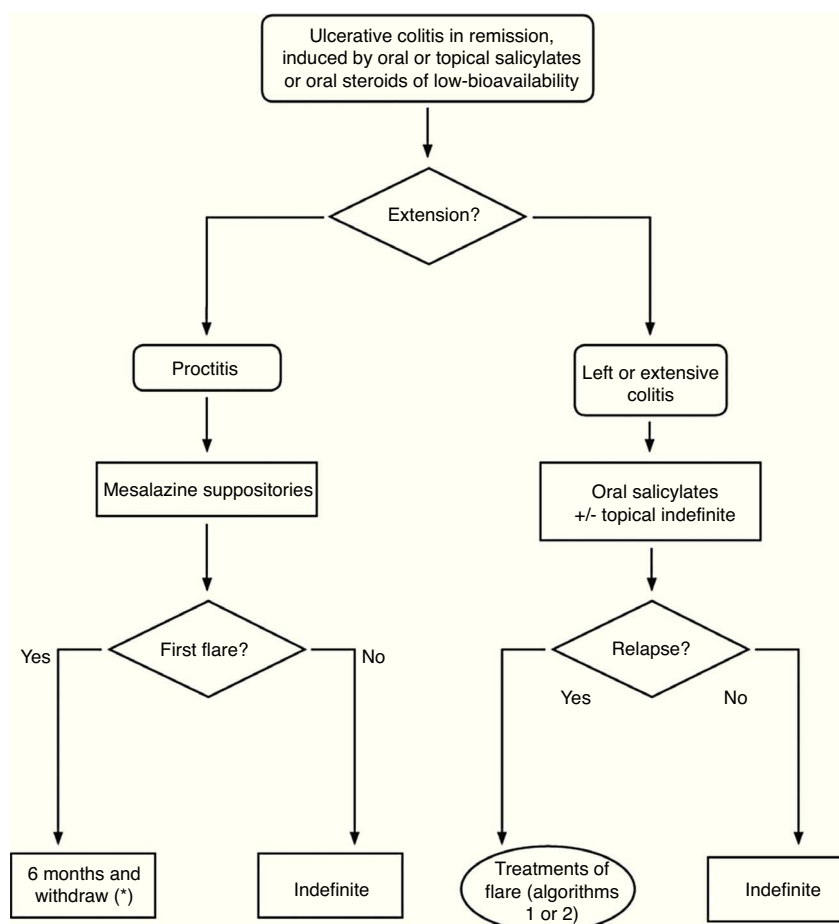 Ulcerative colitis in remission,
induced by oral or topical salicylates
or oral steroids of low-bioavailability
Extension?
Proctitis
Left or extensive
colitis
Mesalazine suppositories
Oral salicylates
+/- topical indefinite
First flare?
Yes
No
Relapse?
Yes
No
6 months and
withdraw (*)
Indefinite
Treatments of
flare (algorithms
1 or 2)
Indefinite